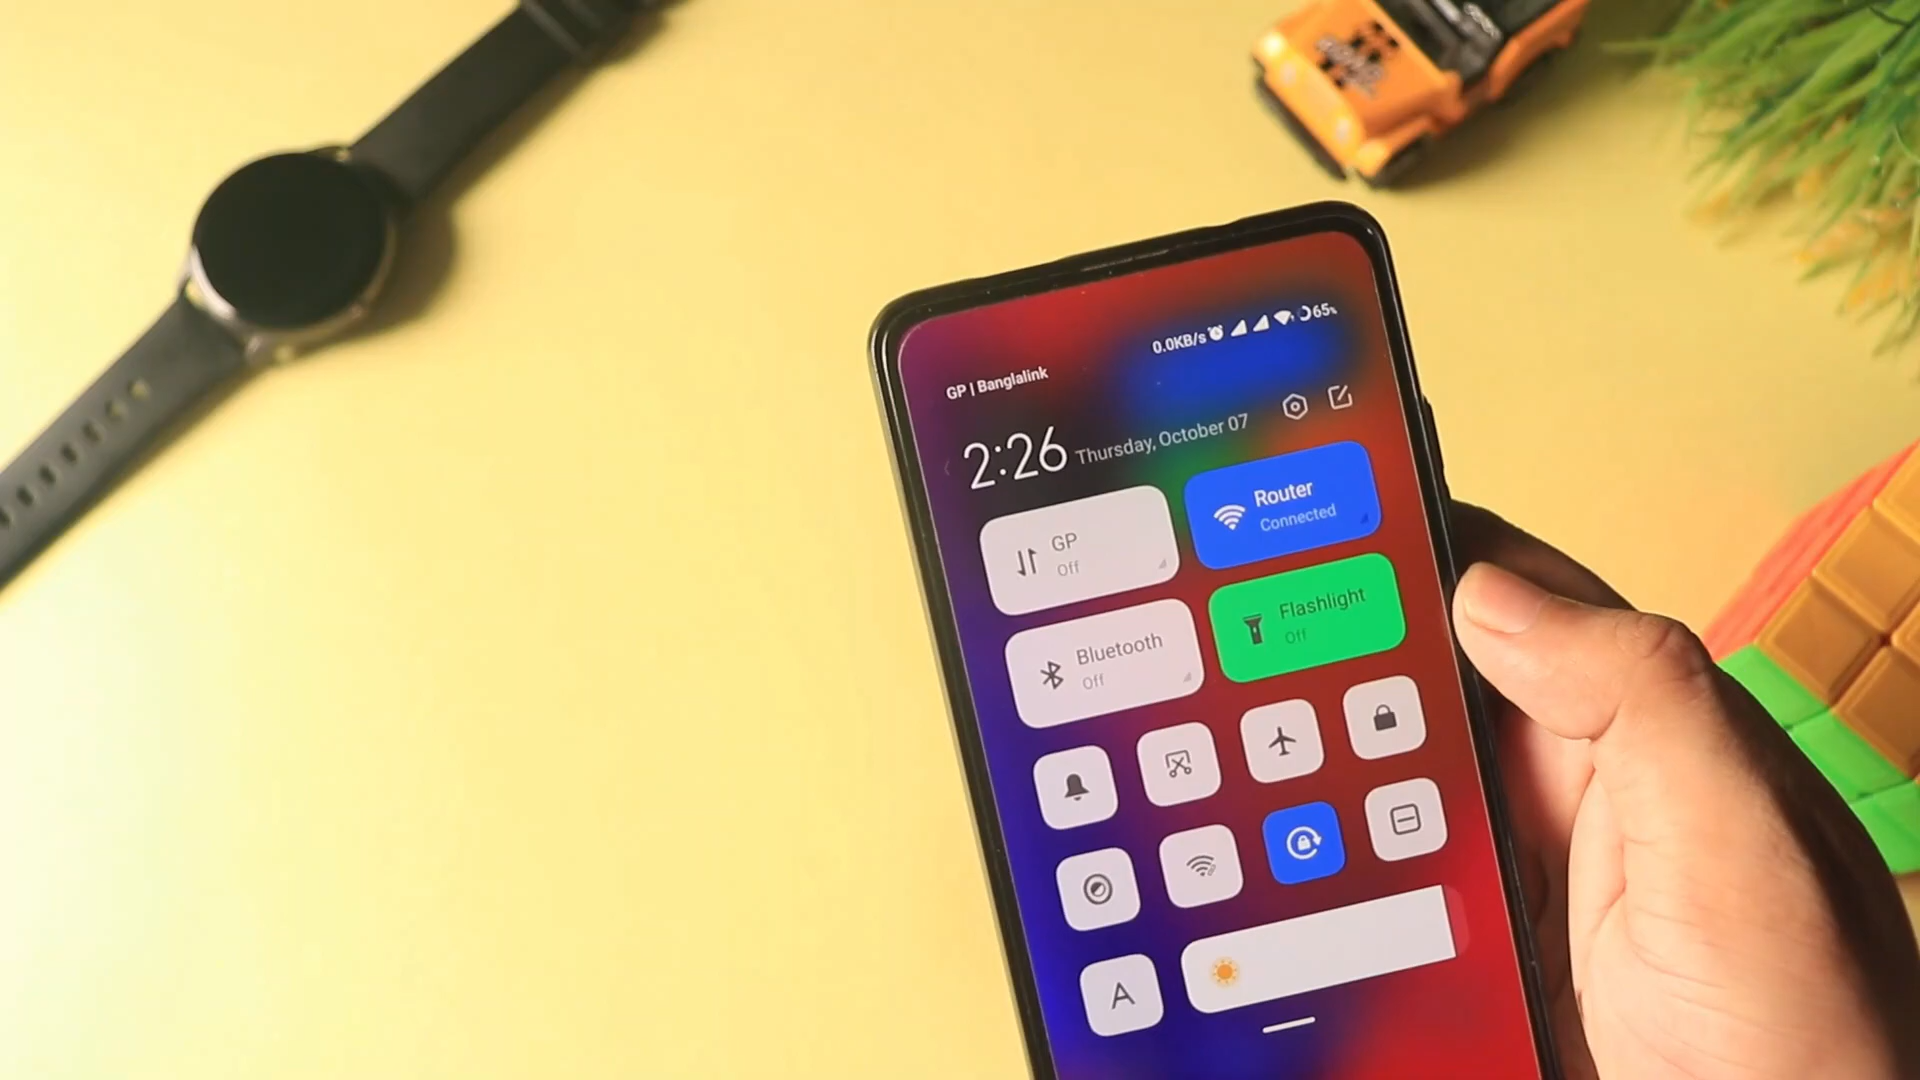 0.0KB/s 65%
GP | Banglalink
2:26 Thursday, October 07
GP
Off
Router
Connected
Bluetooth
Off
Flashlight
Off
A